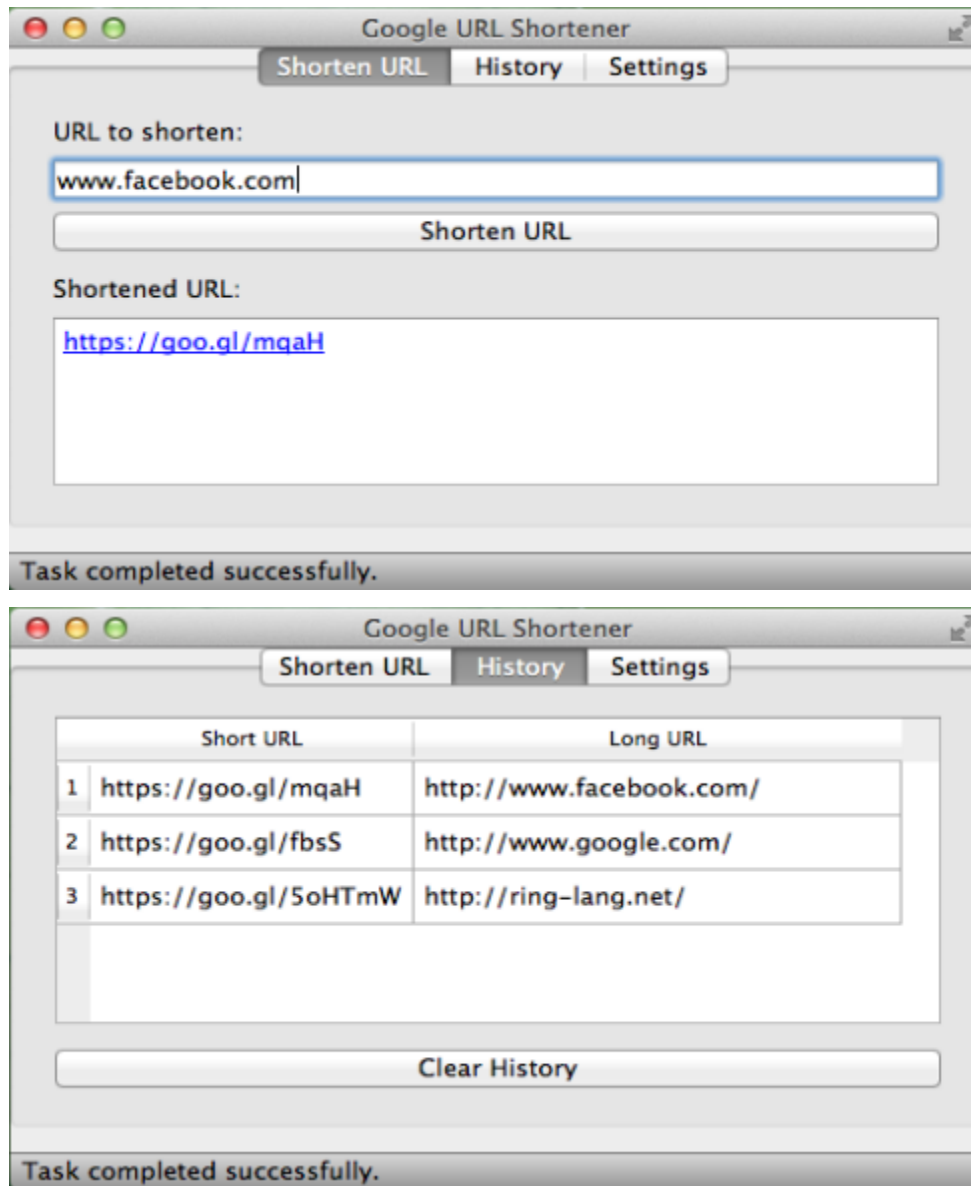 Google URL Shortener
Shorten URL History Settings
URL to shorten:
www.facebook.com
Shorten URL
Shortened URL:
https://goo.gl/mqaH
Task completed successfully.
Google URL Shortener
Shorten URL History Settings
Short URL Long URL
1 https://goo.gl/mqaH http://www.facebook.com/
2 https://goo.gl/fbsS http://www.google.com/
3 https://goo.gl/5oHTmW http://ring-lang.net/
Clear History
Task completed successfully.